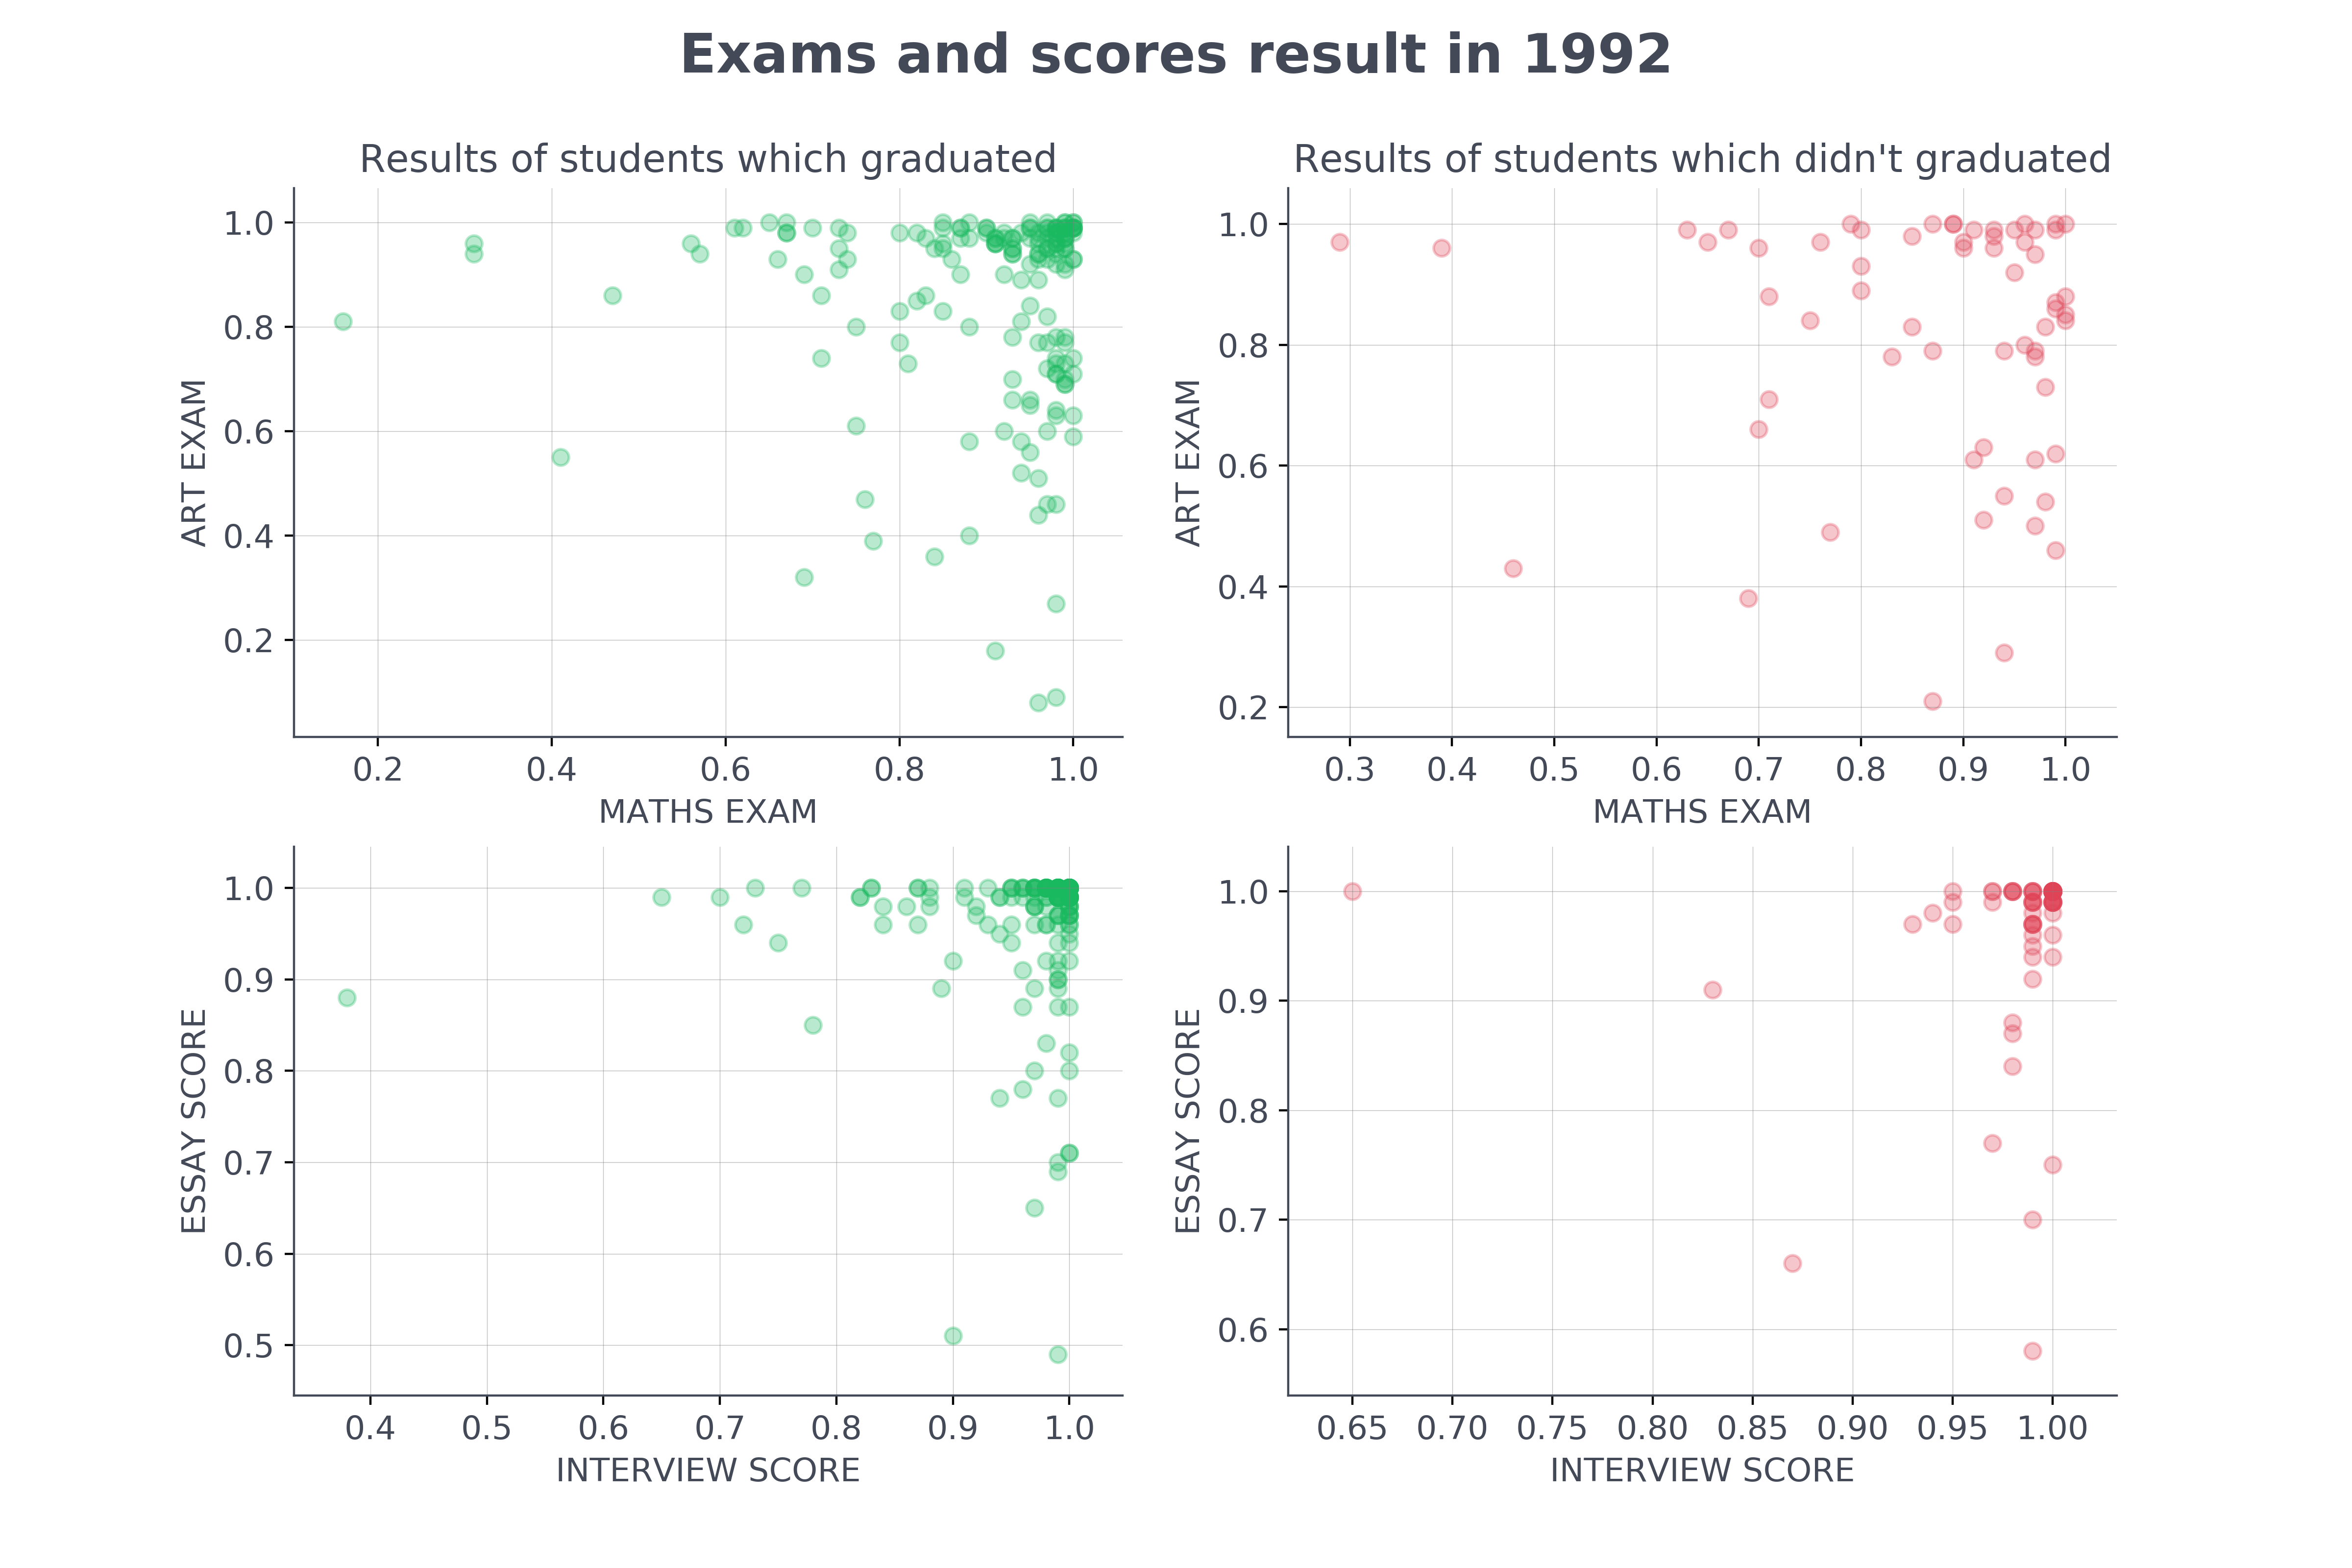 Exams and scores result in 1992
Results of students which graduated
ART EXAM
1.0
0.8
0.6
0.4
0.2
0.2 0.4 0.6 0.8 1.0
MATHS EXAM
Results of students which didn't graduated
ART EXAM
1.0
0.8
0.6
0.4
0.2
0.3 0.4 0.5 0.6 0.7 0.8 0.9 1.0
MATHS EXAM
ESSAY SCORE
1.0
0.9
0.8
0.7
0.6
0.5
0.4 0.5 0.6 0.7 0.8 0.9 1.0
INTERVIEW SCORE
ESSAY SCORE
1.0
0.9
0.8
0.7
0.6
0.65 0.70 0.75 0.80 0.85 0.90 0.95 1.00
INTERVIEW SCORE